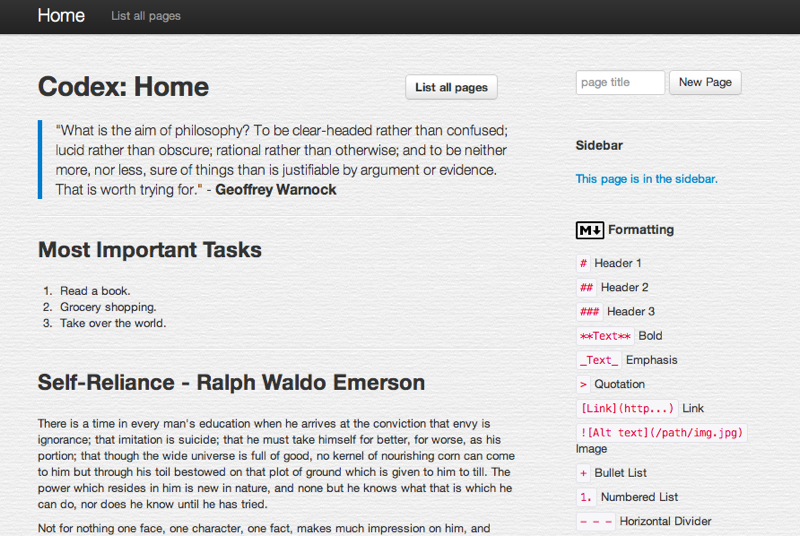 Home List all pages
Codex: Home
List all pages
"What is the aim of philosophy? To be clear-headed rather than confused;
lucid rather than obscure; rational rather than otherwise; and to be neither
more, nor less, sure of things than is justifiable by argument or evidence.
That is worth trying for." - Geoffrey Warnock
Most Important Tasks
1. Read a book.
2. Grocery shopping.
3. Take over the world.
Self-Reliance - Ralph Waldo Emerson
There is a time in every man's education when he arrives at the conviction that envy is
ignorance; that imitation is suicide; that he must take himself for better, for worse, as his
portion; that though the wide universe is full of good, no kernel of nourishing corn can come
to him but through his toil bestowed on that plot of ground which is given to him to till. The
power which resides in him is new in nature, and none but he knows what that is which he
can do, nor does he know until he has tried.
Not for nothing one face, one character, one fact, makes much impression on him, and
page title New Page
Sidebar
This page is in the sidebar.
M Formatting
# Header 1
## Header 2
### Header 3
**Text** Bold
_Text_ Emphasis
> Quotation
[Link](http...) Link
![Alt text](/path/img.jpg)
Image
+ Bullet List
1. Numbered List
- - - Horizontal Divider